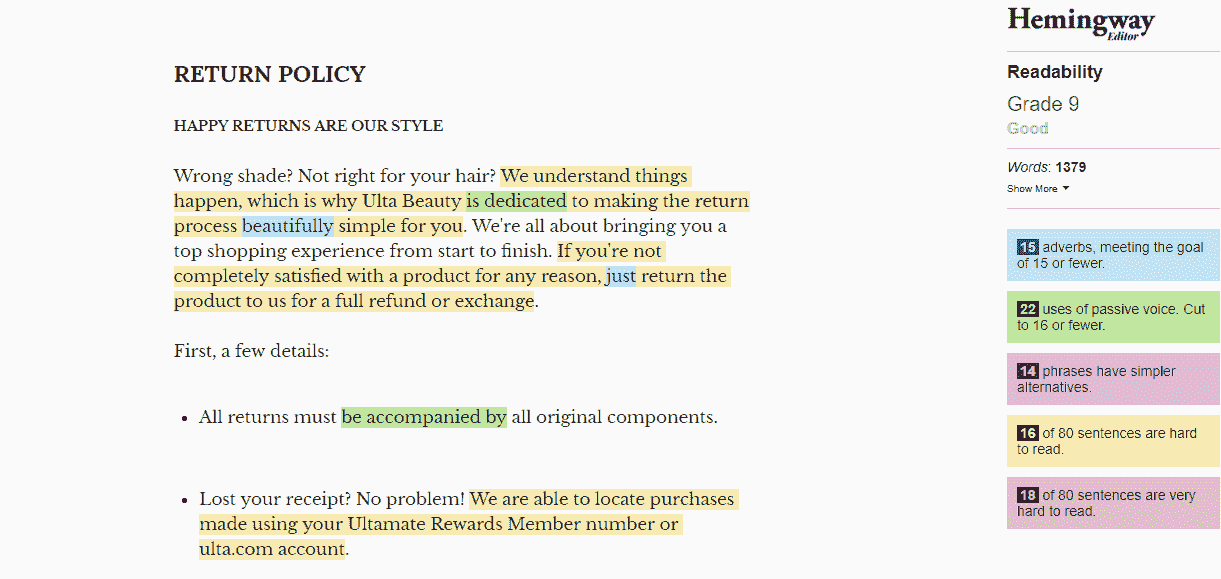 RETURN POLICY
HAPPY RETURNS ARE OUR STYLE
Wrong shade? Not right for your hair? We understand things
happen, which is why Ulta Beauty is dedicated to making the return
process beautifully simple for you. We're all about bringing you a
top shopping experience from start to finish. If you're not
completely satisfied with a product for any reason, just return the
product to us for a full refund or exchange.
First, a few details:
• All returns must be accompanied by all original components.
• Lost your receipt? No problem! We are able to locate purchases
made using your Ultamate Rewards Member number or
ulta.com account.
Hemingway
Editor
Readability
Grade 9
Good
Words: 1379
Show More ▼
15 adverbs, meeting the goal
of 15 or fewer.
22 uses of passive voice. Cut
to 16 or fewer.
14 phrases have simpler
alternatives.
16 of 80 sentences are hard
to read.
18 of 80 sentences are very
hard to read.